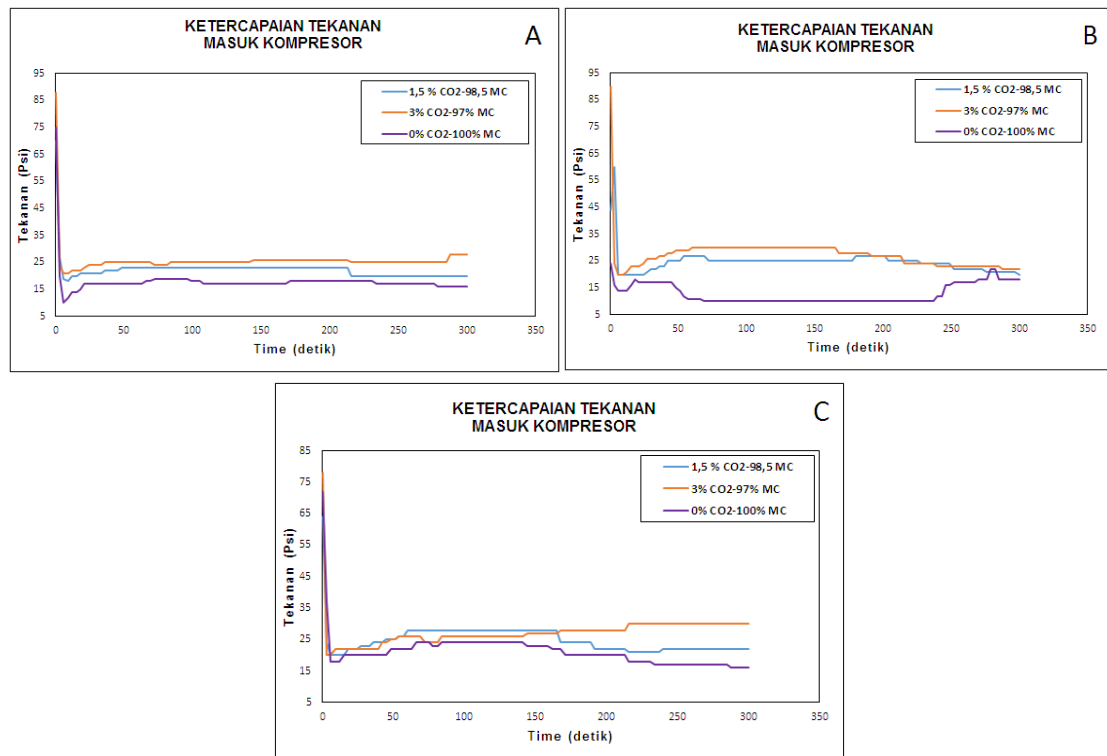 KETERCAPAIAN TEKANAN
MASUK KOMPRESOR
A
95
85
75
65
55
45
35
25
15
5
Tekanan (Psi)
1,5 % CO2-98,5 MC
3% CO2-97% MC
0% CO2-100% MC
0 50 100 150 200 250 300 350
Time (detik)
KETERCAPAIAN TEKANAN
MASUK KOMPRESOR
B
95
85
75
65
55
45
35
25
15
5
Tekanan (Psi)
1,5 % CO2-98,5 MC
3% CO2-97% MC
0% CO2-100% MC
0 50 100 150 200 250 300 350
Time (detik)
KETERCAPAIAN TEKANAN
MASUK KOMPRESOR
C
85
75
65
55
45
35
25
15
5
Tekanan (Psi)
1,5 % CO2-98,5 MC
3% CO2-97% MC
0% CO2-100% MC
0 50 100 150 200 250 300 350
Time (detik)